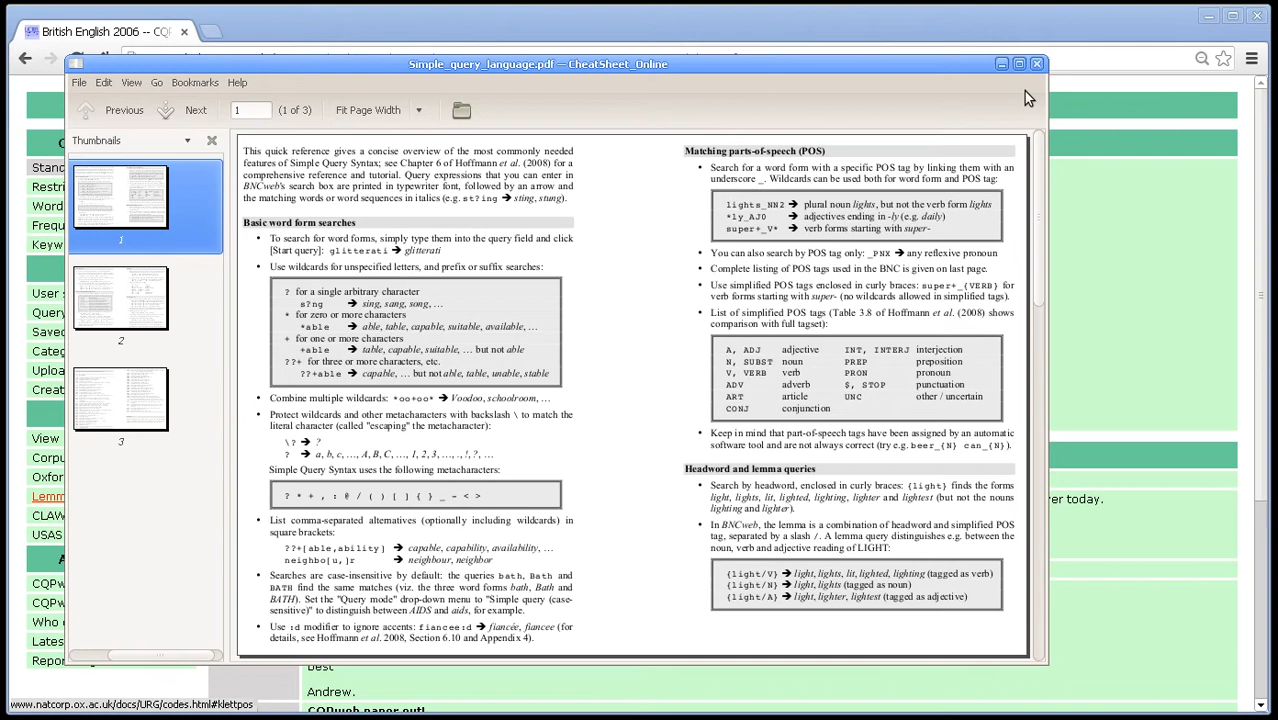 British English 2006 -- CQP
Simple_query_language.pdf — CheatSheet_Online
File Edit View Go Bookmarks Help
Previous Next 1 (1 of 3) Fit Page Width
Thumbnails
1
2
3
This quick reference gives a concise overview of the most commonly needed
features of Simple Query Syntax; see Chapter 6 of Hoffmann et al. (2008) for a
comprehensive reference and tutorial. Query expressions that you can enter in
BNCweb's search box are printed in typewriter font, followed by an arrow and
the matching words or word sequences in italics (e.g. st?ing ➔ sting, stung).
Basic word form searches
• To search for word forms, simply type them into the query field and click
[Start query]: glitterati ➔ glitterati
• Use wildcards for unspecified letters, and prefix or suffix searches:
? for a single arbitrary character
s?ng ➔ sing, sang, song, …
* for zero or more characters
*able ➔ able, table, capable, suitable, available, …
+ for one or more characters
+able ➔ table, capable, suitable, … but not able
??+ for three or more characters, etc.
??+able ➔ capable, … but not able, table, unable, stable
• Combine multiple wildcards: *oo+oo* ➔ Voodoo, schoolroom, …
• Protect wildcards and other metacharacters with backslash \ to match the
literal character (called "escaping" the metacharacter):
\? ➔ ?
? ➔ a, b, c, …, A, B, C, …, 1, 2, 3, …, ., !, ?, …
Simple Query Syntax uses the following metacharacters:
? * + , : @ / ( ) [ ] { } _ - < >
• List comma-separated alternatives (optionally including wildcards) in
square brackets:
??+[able,ability] ➔ capable, capability, availability, …
neighbo[u,]r ➔ neighbour, neighbor
• Searches are case-insensitive by default: the queries bath, Bath and
BATH find the same matches (viz. the three word forms bath, Bath and
BATH). Set the "Query mode" drop-down menu to "Simple query (case-
sensitive)" to distinguish between AIDS and aids, for example.
• Use :d modifier to ignore accents: fiancee:d ➔ fiancée, fiancee (for
details, see Hoffmann et al. 2008, Section 6.10 and Appendix 4).
Matching parts-of-speech (POS)
• Search for a word form with a specific POS tag by linking them with an
underscore _. Wildcards can be used both for word form and POS tag:
lights_NN2 ➔ plural noun lights, but not the verb form lights
*ly_AJ0 ➔ adjectives ending in -ly (e.g. daily)
super+_V* ➔ verb forms starting with super-
• You can also search by POS tag only: _PNX ➔ any reflexive pronoun
• Complete listing of POS tags used in the BNC is given on last page.
• Use simplified POS tags enclosed in curly braces: super+_{VERB} for
verb forms starting with super- (no wildcards allowed in simplified tags).
• List of simplified POS tags (Table 3.8 of Hoffmann et al. (2008) shows
comparison with full tagset):
A, ADJ adjective INT, INTERJ interjection
N, SUBST noun PREP preposition
V, VERB verb PRON pronoun
ADV adverb $, STOP punctuation
ART article UNC other / uncertain
CONJ conjunction
• Keep in mind that part-of-speech tags have been assigned by an automatic
software tool and are not always correct (try e.g. beer_{N} can_{N}).
Headword and lemma queries
• Search by headword, enclosed in curly braces: {light} finds the forms
light, lights, lit, lighted, lighting, lighter and lightest (but not the nouns
lighting and lighter).
• In BNCweb, the lemma is a combination of headword and simplified POS
tag, separated by a slash /. A lemma query distinguishes e.g. between the
noun, verb and adjective reading of LIGHT:
{light/V} ➔ light, lights, lit, lighted, lighting (tagged as verb)
{light/N} ➔ light, lights (tagged as noun)
{light/A} ➔ light, lighter, lightest (tagged as adjective)
Stand
Restri
Word
Frequ
Keyw
User s
Query
Saved
Categ
Uploa
Creat
View
Corpu
Oxfor
Lemm
CLAW
USAS
CQPw
CQPw
Who c
Latest
Repor
ver today.
best
Andrew.
CQPweb paper out!
www.natcorp.ox.ac.uk/docs/URG/codes.html#klettpos